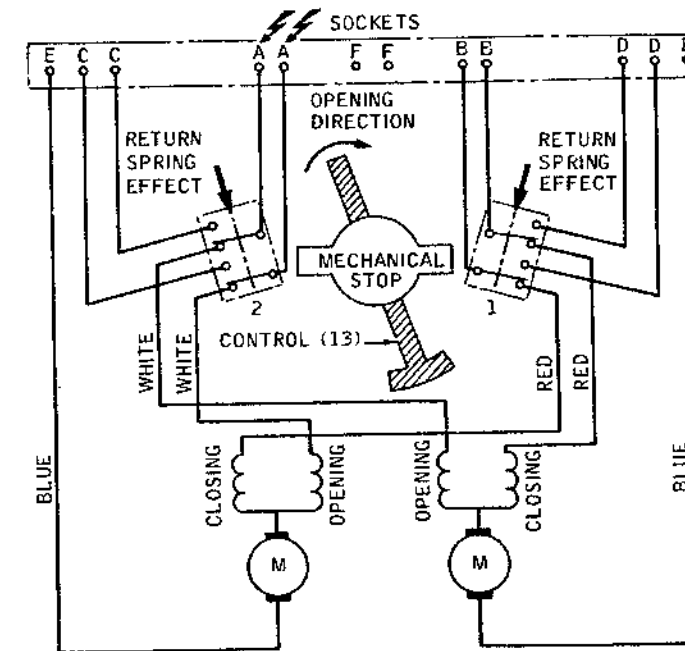 SOCKETS
E C C A A F F B B D D
OPENING
DIRECTION
RETURN
SPRING
EFFECT
RETURN
SPRING
EFFECT
MECHANICAL
STOP
2
1
CONTROL (13)
WHITE
WHITE
RED
RED
BLUE
CLOSING
OPENING
OPENING
CLOSING
BLUE
M
M